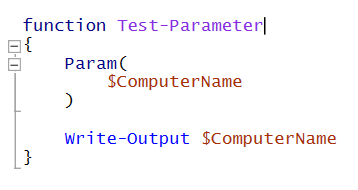 function Test-Parameter
{
    Param(
        $ComputerName
    )

    Write-Output $ComputerName
}